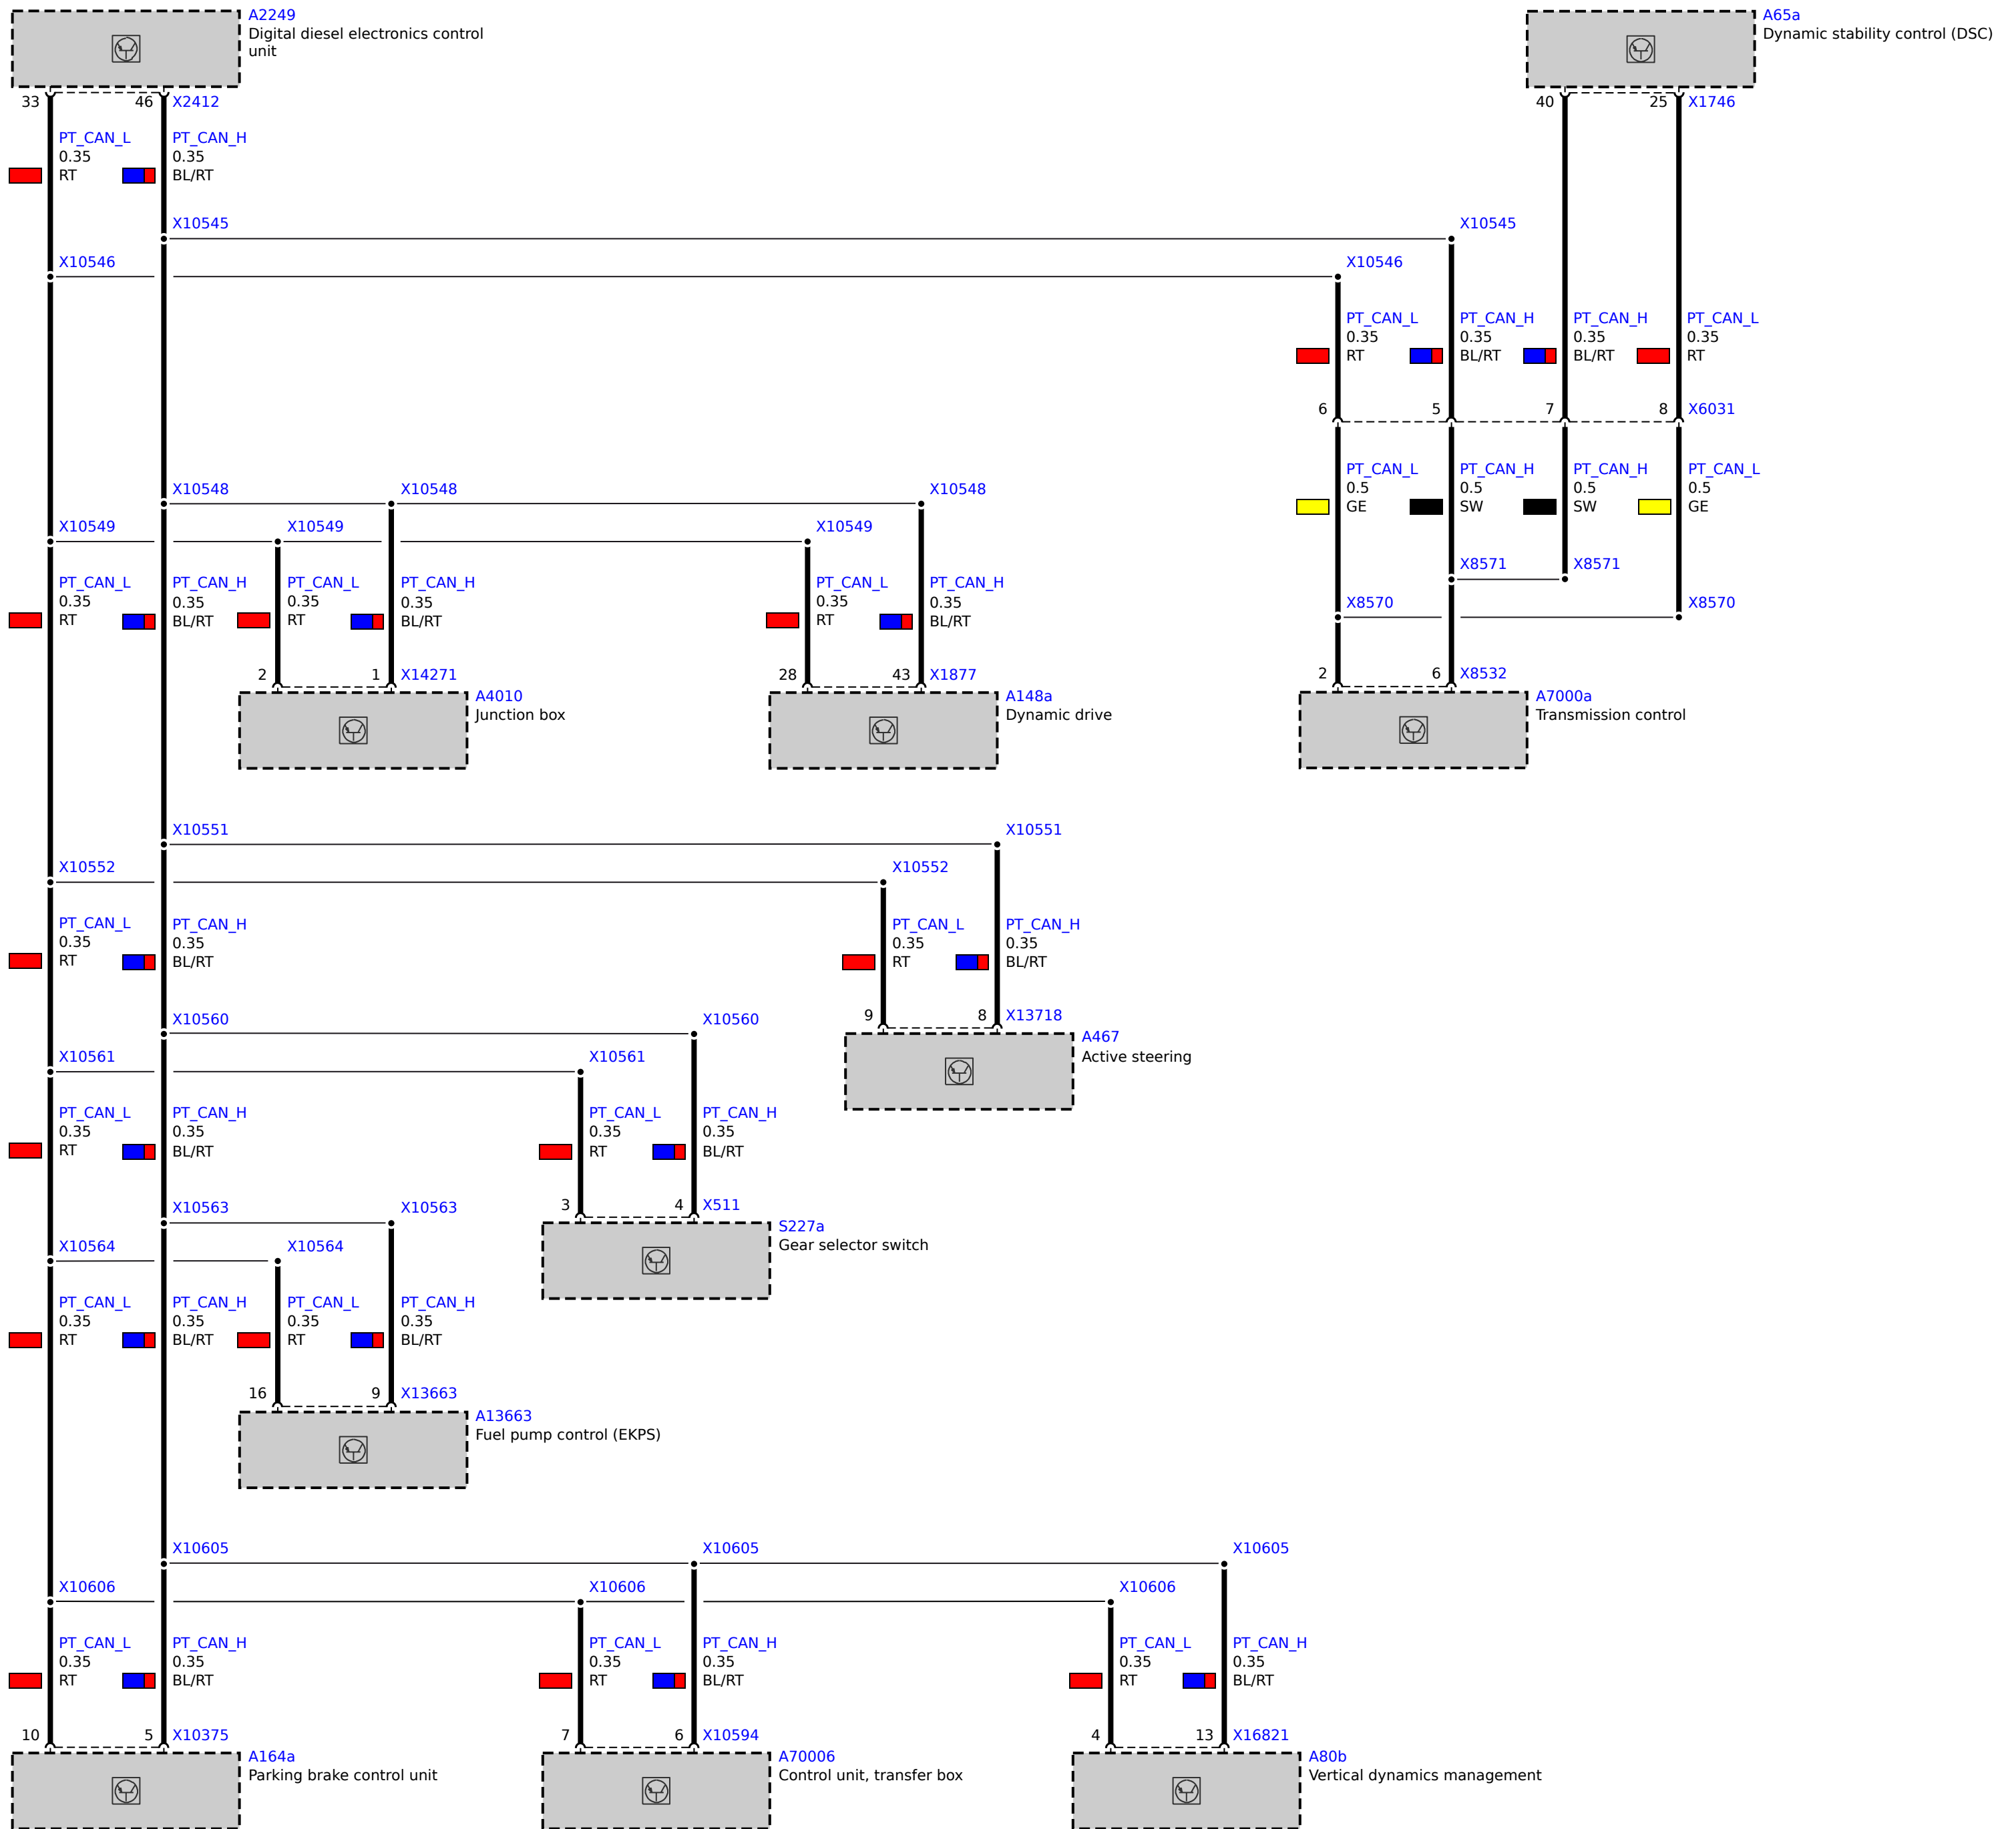 A2249
Digital diesel electronics control
unit
A65a
Dynamic stability control (DSC)
33
46
X2412
40
25
X1746
PT_CAN_L
0.35
RT
PT_CAN_H
0.35
BL/RT
X10545
X10545
X10546
X10546
PT_CAN_L
0.35
RT
PT_CAN_H
0.35
BL/RT
PT_CAN_H
0.35
BL/RT
PT_CAN_L
0.35
RT
6
5
7
8
X6031
PT_CAN_L
0.5
GE
PT_CAN_H
0.5
SW
PT_CAN_H
0.5
SW
PT_CAN_L
0.5
GE
X10548
X10548
X10548
X10549
X10549
X10549
X8571
X8571
X8570
X8570
PT_CAN_L
0.35
RT
PT_CAN_H
0.35
BL/RT
PT_CAN_L
0.35
RT
PT_CAN_H
0.35
BL/RT
PT_CAN_L
0.35
RT
PT_CAN_H
0.35
BL/RT
2
1
X14271
28
43
X1877
2
6
X8532
A4010
Junction box
A148a
Dynamic drive
A7000a
Transmission control
X10551
X10551
X10552
X10552
PT_CAN_L
0.35
RT
PT_CAN_H
0.35
BL/RT
PT_CAN_L
0.35
RT
PT_CAN_H
0.35
BL/RT
9
8
X13718
A467
Active steering
X10560
X10560
X10561
X10561
PT_CAN_L
0.35
RT
PT_CAN_H
0.35
BL/RT
PT_CAN_L
0.35
RT
PT_CAN_H
0.35
BL/RT
3
4
X511
S227a
Gear selector switch
X10563
X10563
X10564
X10564
PT_CAN_L
0.35
RT
PT_CAN_H
0.35
BL/RT
PT_CAN_L
0.35
RT
PT_CAN_H
0.35
BL/RT
16
9
X13663
A13663
Fuel pump control (EKPS)
X10605
X10605
X10605
X10606
X10606
X10606
PT_CAN_L
0.35
RT
PT_CAN_H
0.35
BL/RT
PT_CAN_L
0.35
RT
PT_CAN_H
0.35
BL/RT
PT_CAN_L
0.35
RT
PT_CAN_H
0.35
BL/RT
10
5
X10375
7
6
X10594
4
13
X16821
A164a
Parking brake control unit
A70006
Control unit, transfer box
A80b
Vertical dynamics management